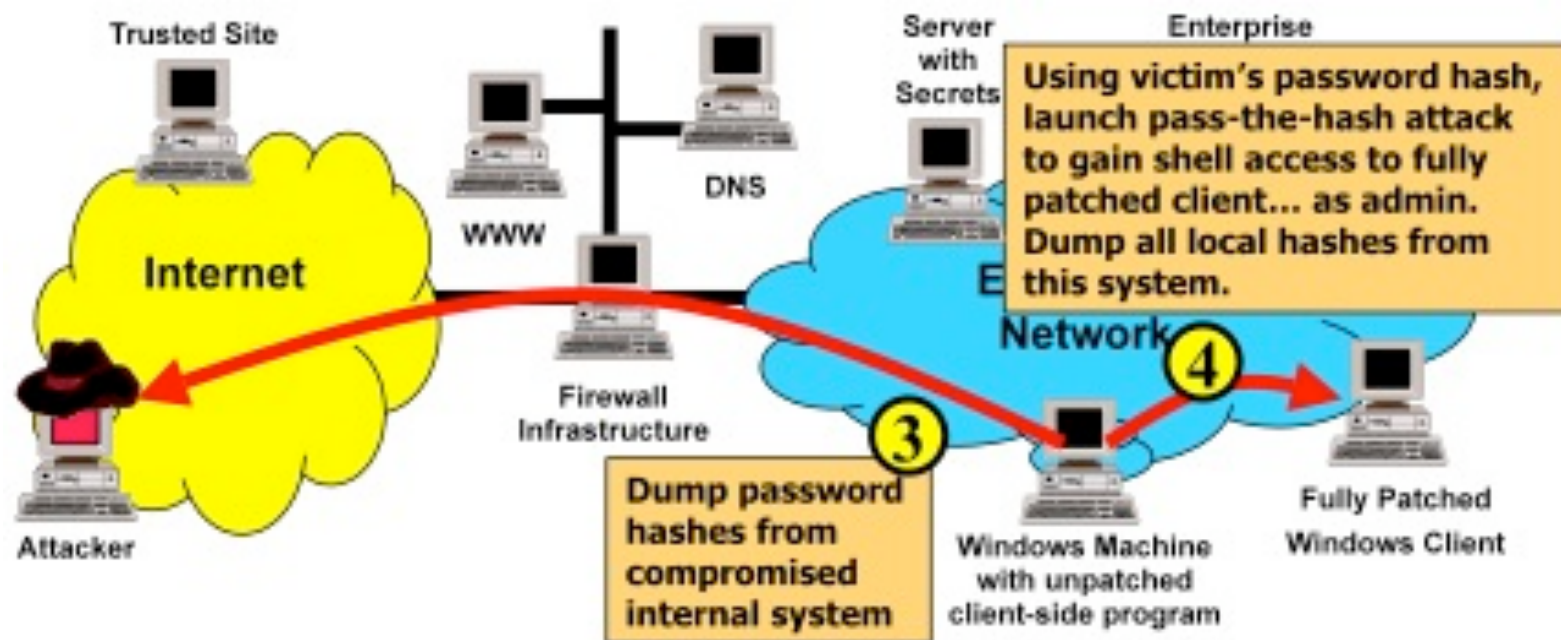 Trusted Site
Server
with
Secrets
Enterprise
Using victim's password hash,
launch pass-the-hash attack
to gain shell access to fully
patched client... as admin.
Dump all local hashes from
this system.
DNS
WWW
Internet
E
Network
4
Firewall
Infrastructure
3
Dump password
hashes from
compromised
internal system
Attacker
Windows Machine
with unpatched
client-side program
Fully Patched
Windows Client